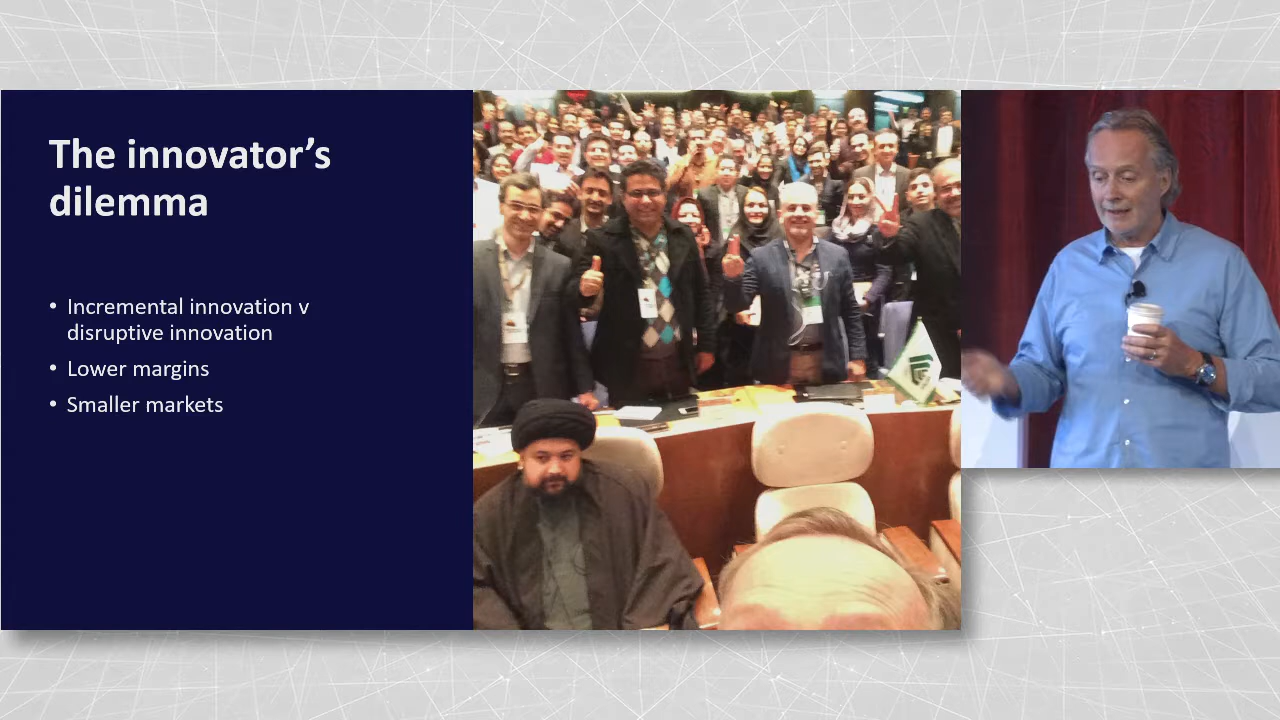 The innovator’s
dilemma
• Incremental innovation v
disruptive innovation
• Lower margins
• Smaller markets